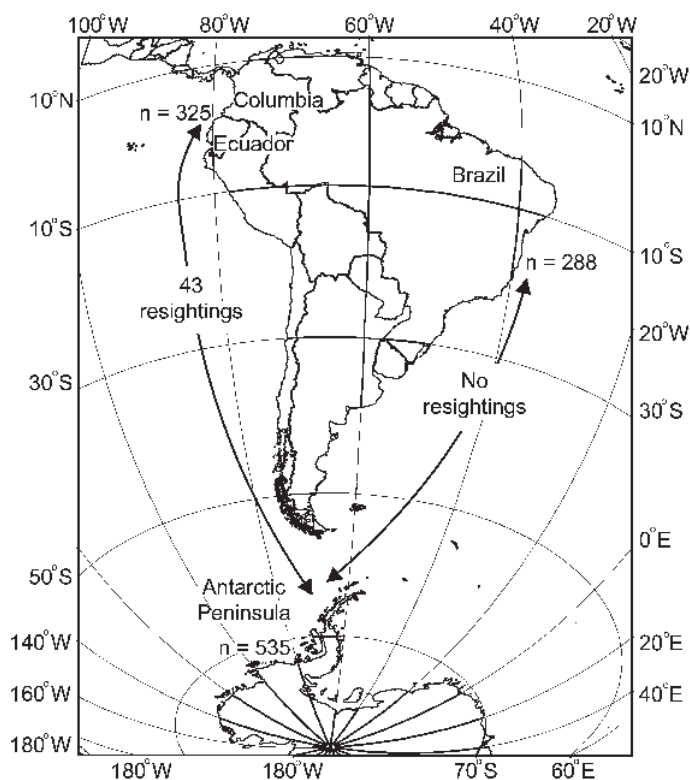 100°W 80°W 60°W 40°W 20°W
20°W
10°N
n = 325
Columbia
10°N
Ecuador
Brazil
10°S
10°S
n = 288
43
resightings
20°W
30°S
No
resightings
30°S
0°E
50°S
Antarctic
Peninsula
n = 535
140°W
20°E
160°W
40°E
180°W
180°W 180°W 70°S 60°E